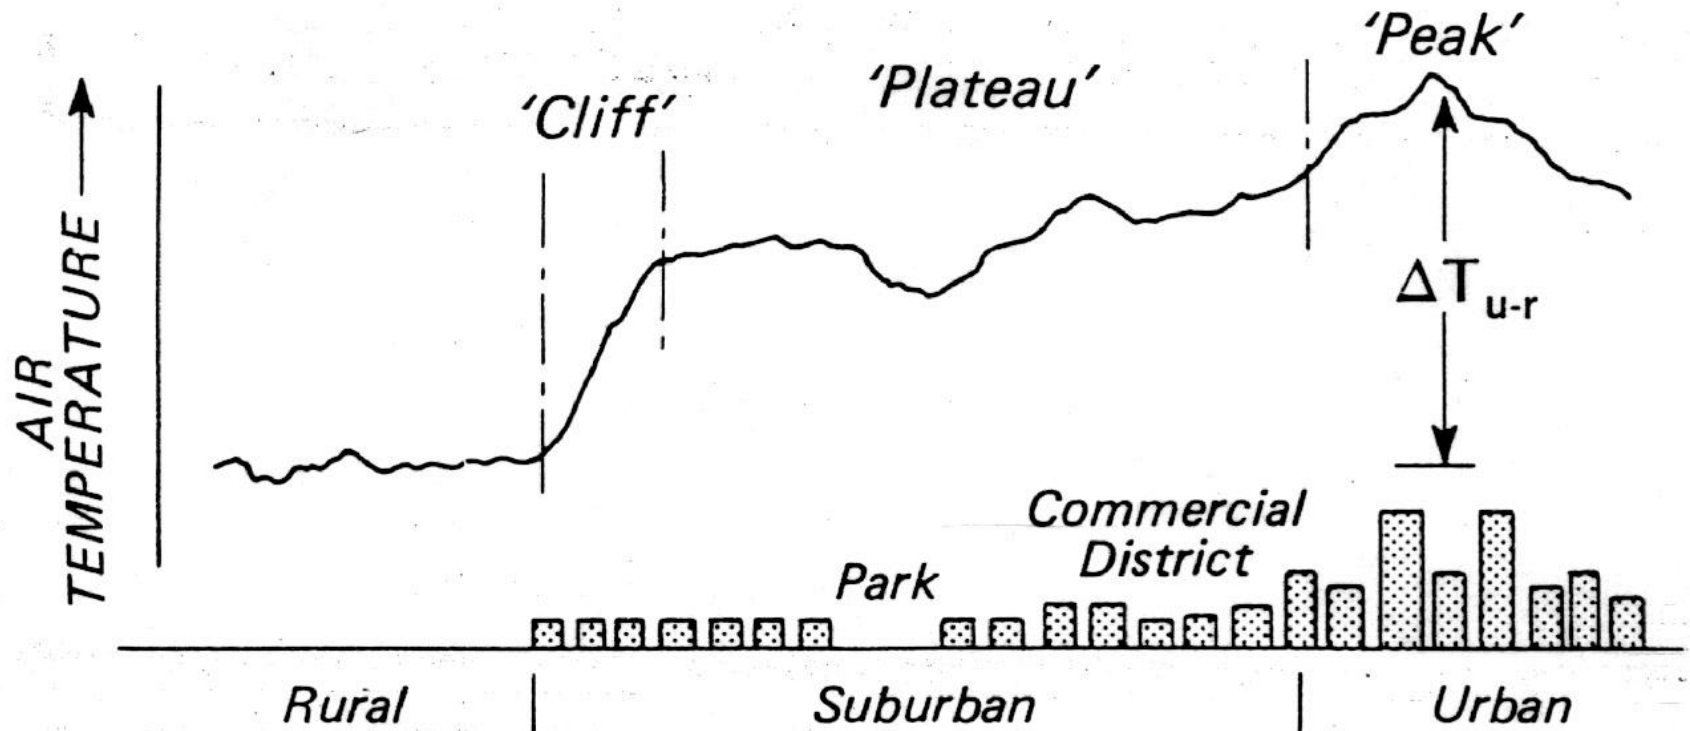 'Peak'
'Plateau'
'Cliff'
AIR
TEMPERATURE
ΔTu-r
Commercial
District
Park
Rural
Suburban
Urban